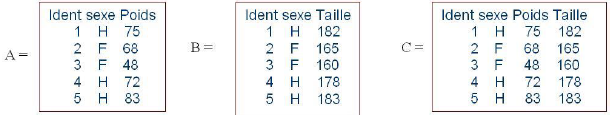 A =
Ident sexe Poids
1 H 75
2 F 68
3 F 48
4 H 72
5 H 83
B =
Ident sexe Taille
1 H 182
2 F 165
3 F 160
4 H 178
5 H 183
C =
Ident sexe Poids Taille
1 H 75 182
2 F 68 165
3 F 48 160
4 H 72 178
5 H 83 183